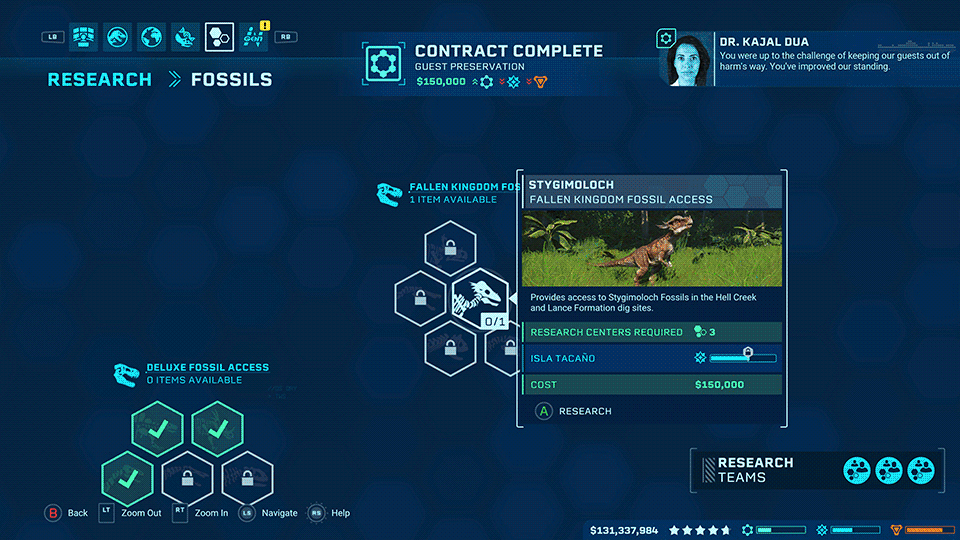 LB
GEN
!
RB
CONTRACT COMPLETE
GUEST PRESERVATION
$150,000
DR. KAJAL DUA
You were up to the challenge of keeping our guests out of
harm's way. You've improved our standing.
RESEARCH FOSSILS
FALLEN KINGDOM FOS
1 ITEM AVAILABLE
0/1
STYGIMOLOCH
FALLEN KINGDOM FOSSIL ACCESS
Provides access to Stygimoloch Fossils in the Hell Creek
and Lance Formation dig sites.
RESEARCH CENTERS REQUIRED 3
ISLA TACAÑO
COST $150,000
A RESEARCH
DELUXE FOSSIL ACCESS
0 ITEMS AVAILABLE
RESEARCH
TEAMS
B Back LT Zoom Out RT Zoom In LS Navigate RS Help
$131,337,984